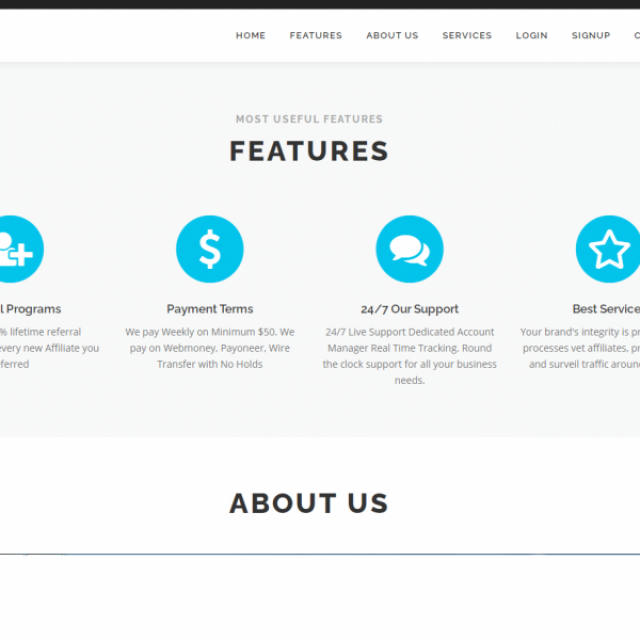 HOME FEATURES ABOUT US SERVICES LOGIN SIGNUP C
MOST USEFUL FEATURES
FEATURES
l Programs
% lifetime referral
every new Affiliate you
ferred
Payment Terms
We pay Weekly on Minimum $50. We
pay on Webmoney, Payoneer, Wire
Transfer with No Holds
24/7 Our Support
24/7 Live Support Dedicated Account
Manager Real Time Tracking, Round
the clock support for all your business
needs.
Best Service
Your brand's integrity is pr
processes vet affiliates, pr
and surveil traffic aroun
ABOUT US